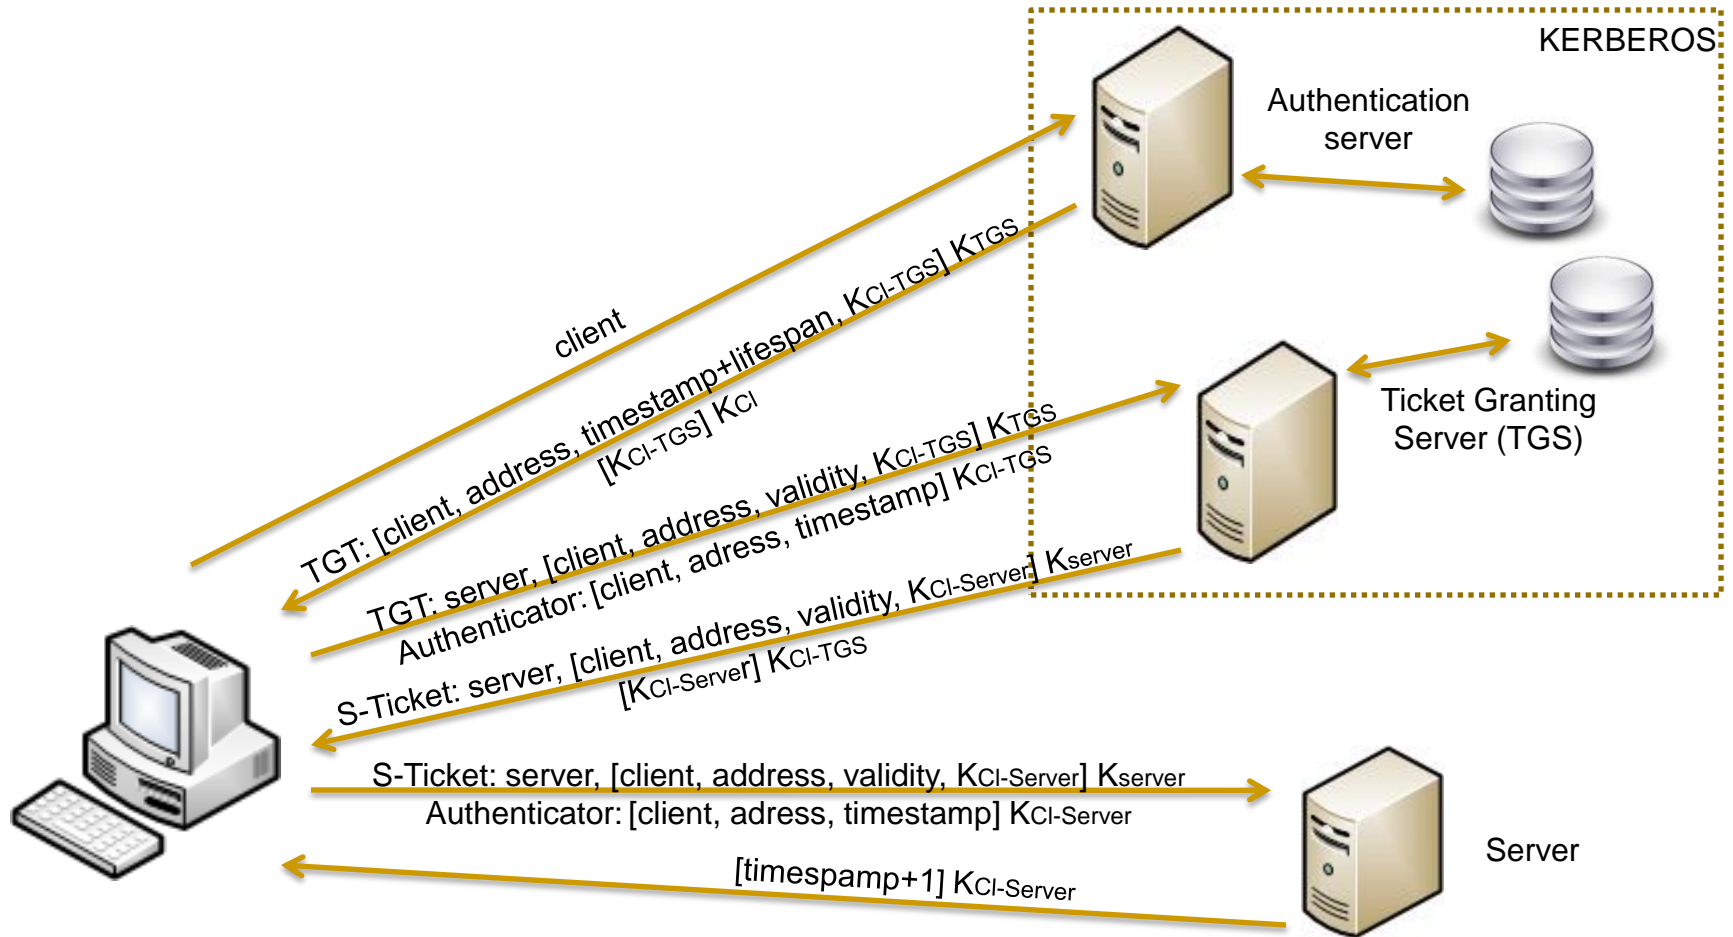 KERBEROS
Authentication
server
client
TGT: [client, address, timestamp+lifespan, KCl-TGS] KTGS
[KCl-TGS] KCl
Ticket Granting
Server (TGS)
TGT: server, [client, address, validity, KCl-TGS] KTGS
Authenticator: [client, adress, timestamp] KCl-TGS
S-Ticket: server, [client, address, validity, KCl-Server] Kserver
[KCl-Server] KCl-TGS
S-Ticket: server, [client, address, validity, KCl-Server] Kserver
Authenticator: [client, adress, timestamp] KCl-Server
Server
[timespamp+1] KCl-Server